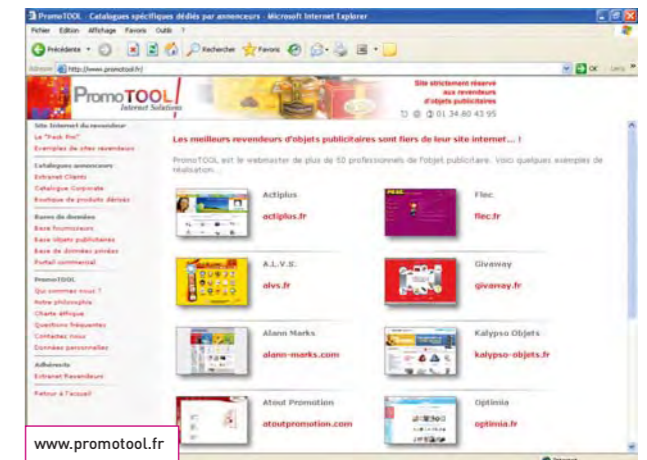 PromoTOOL - Catalogues spécifiques dédiés par annonceurs - Microsoft Internet Explorer
Fichier Edition Affichage Favoris Outils ?
Précédente Rechercher Favoris
Adresse http://www.promotool.fr/ OK Liens
PromoTOOL
Internet Solutions
Site strictement réservé
aux revendeurs
d'objets publicitaires
01 34 80 43 95
Site Internet du revendeur
Le "Pack Pro"
Exemples de sites revendeurs
Catalogues annonceurs
Extranet Clients
Catalogue Corporate
Boutique de produits dérivés
Bases de données
Base fournisseurs
Base objets publicitaires
Base de données privées
Portail commercial
PromoTOOL
Qui sommes nous ?
Notre philosophie
Charte éthique
Questions fréquentes
Contactez nous
Données personnelles
Adhérents
Extranet Revendeurs
Retour à l'accueil
Les meilleurs revendeurs d'objets publicitaires sont fiers de leur site internet... !
PromoTOOL est le webmaster de plus de 50 professionnels de l'objet publicitaire. Voici quelques exemples de
réalisation...
Actiplus
actiplus.fr
Flec
flec.fr
A.L.V.S.
alvs.fr
Givaway
givaway.fr
Alann Marks
alann-marks.com
Kalypso Objets
kalypso-objets.fr
Atout Promotion
atoutpromotion.com
Optimia
optimia.fr
www.promotool.fr
Internet